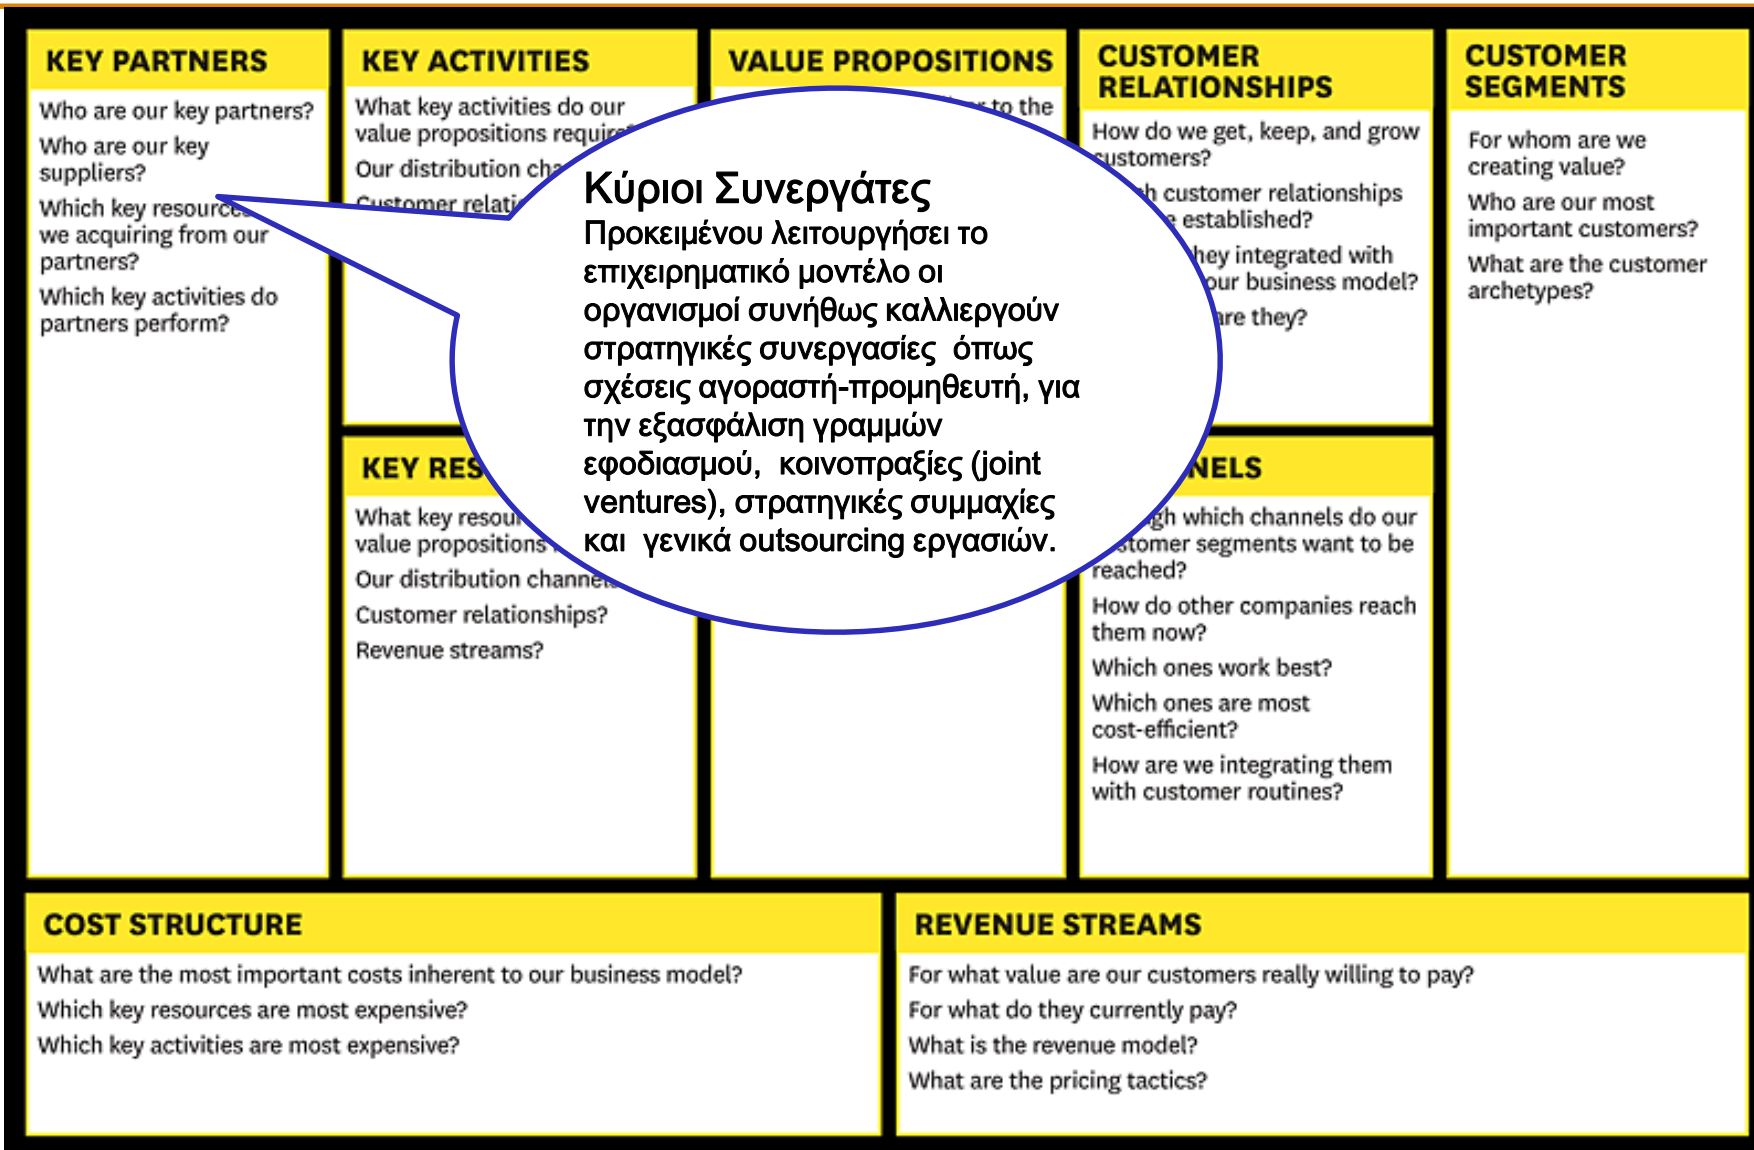 KEY PARTNERS
Who are our key partners?
Who are our key
suppliers?
Which key
we acquiring from our
partners?
Which key activities do
partners perform?
KEY ACTIVITIES
What key activities do our
value propositions
Our distribution
Customer
KEY
What key
value propositions
Our distribution
Customer relationships?
Revenue streams?
VALUE PROPOSITIONS
to the
CUSTOMER
RELATIONSHIPS
How do we get, keep, and grow
customers?
customer relationships
established?
integrated with
our business model?
are they?
which channels do our
segments want to be
reached?
How do other companies reach
them now?
Which ones work best?
Which ones are most
cost-efficient?
How are we integrating them
with customer routines?
CUSTOMER
SEGMENTS
For whom are we
creating value?
Who are our most
important customers?
What are the customer
archetypes?
Κύριοι Συνεργάτες
Προκειμένου λειτουργήσει το
επιχειρηματικό μοντέλο οι
οργανισμοί συνήθως καλλιεργούν
στρατηγικές συνεργασίες όπως
σχέσεις αγοραστή-προμηθευτή, για
την εξασφάλιση γραμμών
εφοδιασμού, κοινοπραξίες (joint
ventures), στρατηγικές συμμαχίες
και γενικά outsourcing εργασιών.
COST STRUCTURE
What are the most important costs inherent to our business model?
Which key resources are most expensive?
Which key activities are most expensive?
REVENUE STREAMS
For what value are our customers really willing to pay?
For what do they currently pay?
What is the revenue model?
What are the pricing tactics?